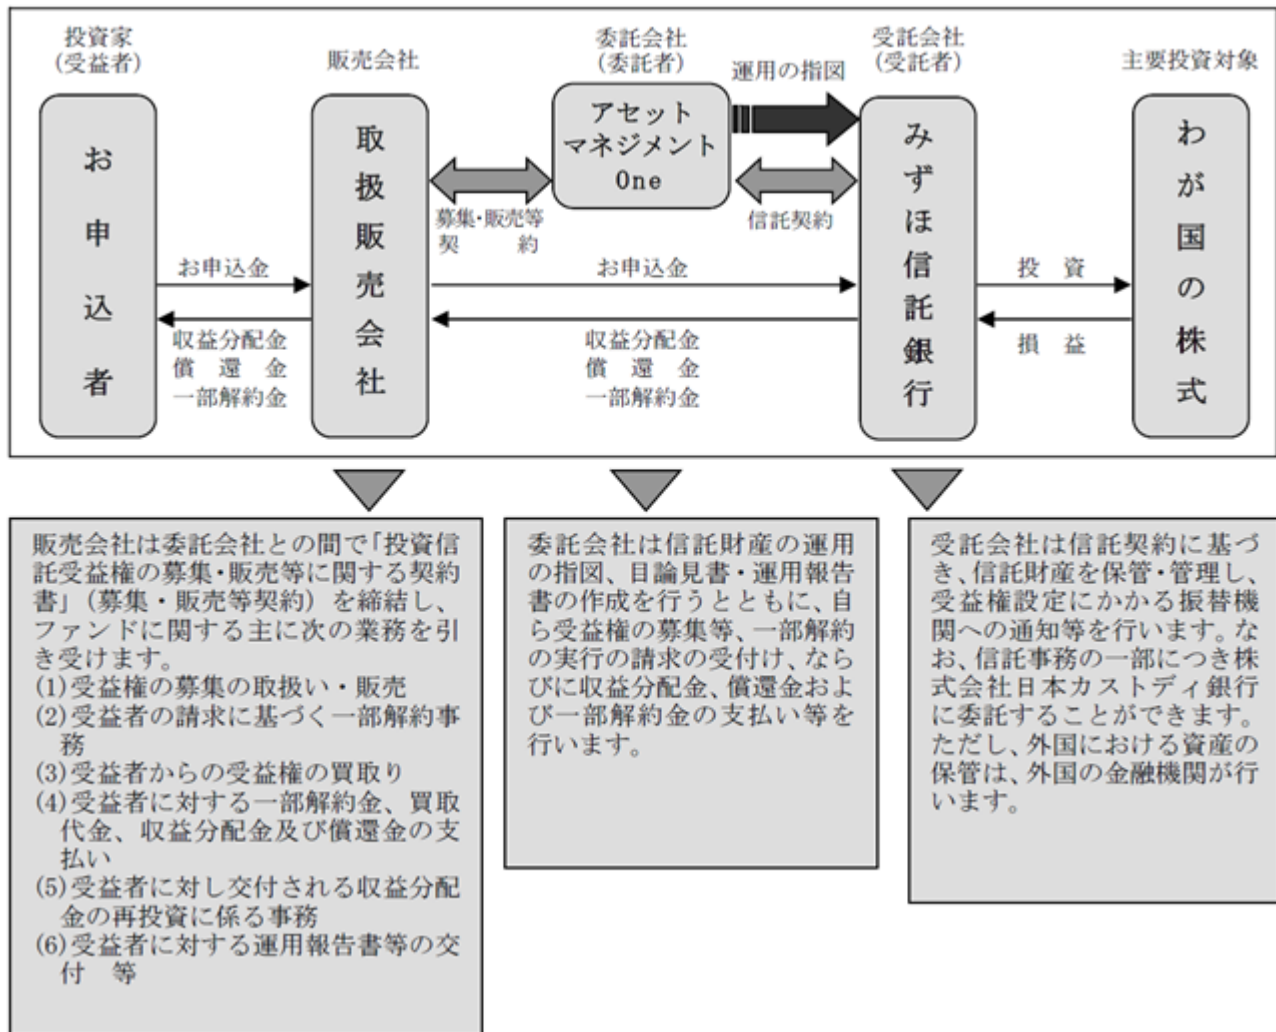 投資家
(受益者)
販売会社
委託会社
(委託者)
受託会社
(受託者)
主要投資対象
運用の指図
お申込者
取扱販売会社
アセット
マネジメント
One
みずほ信託銀行
わが国の株式
募集・販売等
契　約
信託契約
お申込金
お申込金
投　資
収益分配金
償　還　金
一部解約金
収益分配金
償　還　金
一部解約金
損　益
販売会社は委託会社との間で「投資信
託受益権の募集・販売等に関する契約
書」(募集・販売等契約）を締結し、
ファンドに関する主に次の業務を引
き受けます。
(1)受益権の募集の取扱い・販売
(2)受益者の請求に基づく一部解約事
務
(3)受益者からの受益権の買取り
(4)受益者に対する一部解約金、買取
代金、収益分配金及び償還金の支
払い
(5)受益者に対し交付される収益分配
金の再投資に係る事務
(6)受益者に対する運用報告書等の交
付　等
委託会社は信託財産の運用
の指図、目論見書・運用報告
書の作成を行うとともに、自
ら受益権の募集等、一部解約
の実行の請求の受付け、なら
びに収益分配金、償還金およ
び一部解約金の支払い等を
行います。
受託会社は信託契約に基づ
き、信託財産を保管・管理し、
受益権設定にかかる振替機
関への通知等を行います。な
お、信託事務の一部につき株
式会社日本カストディ銀行
に委託することができます。
ただし、外国における資産の
保管は、外国の金融機関が行
います。